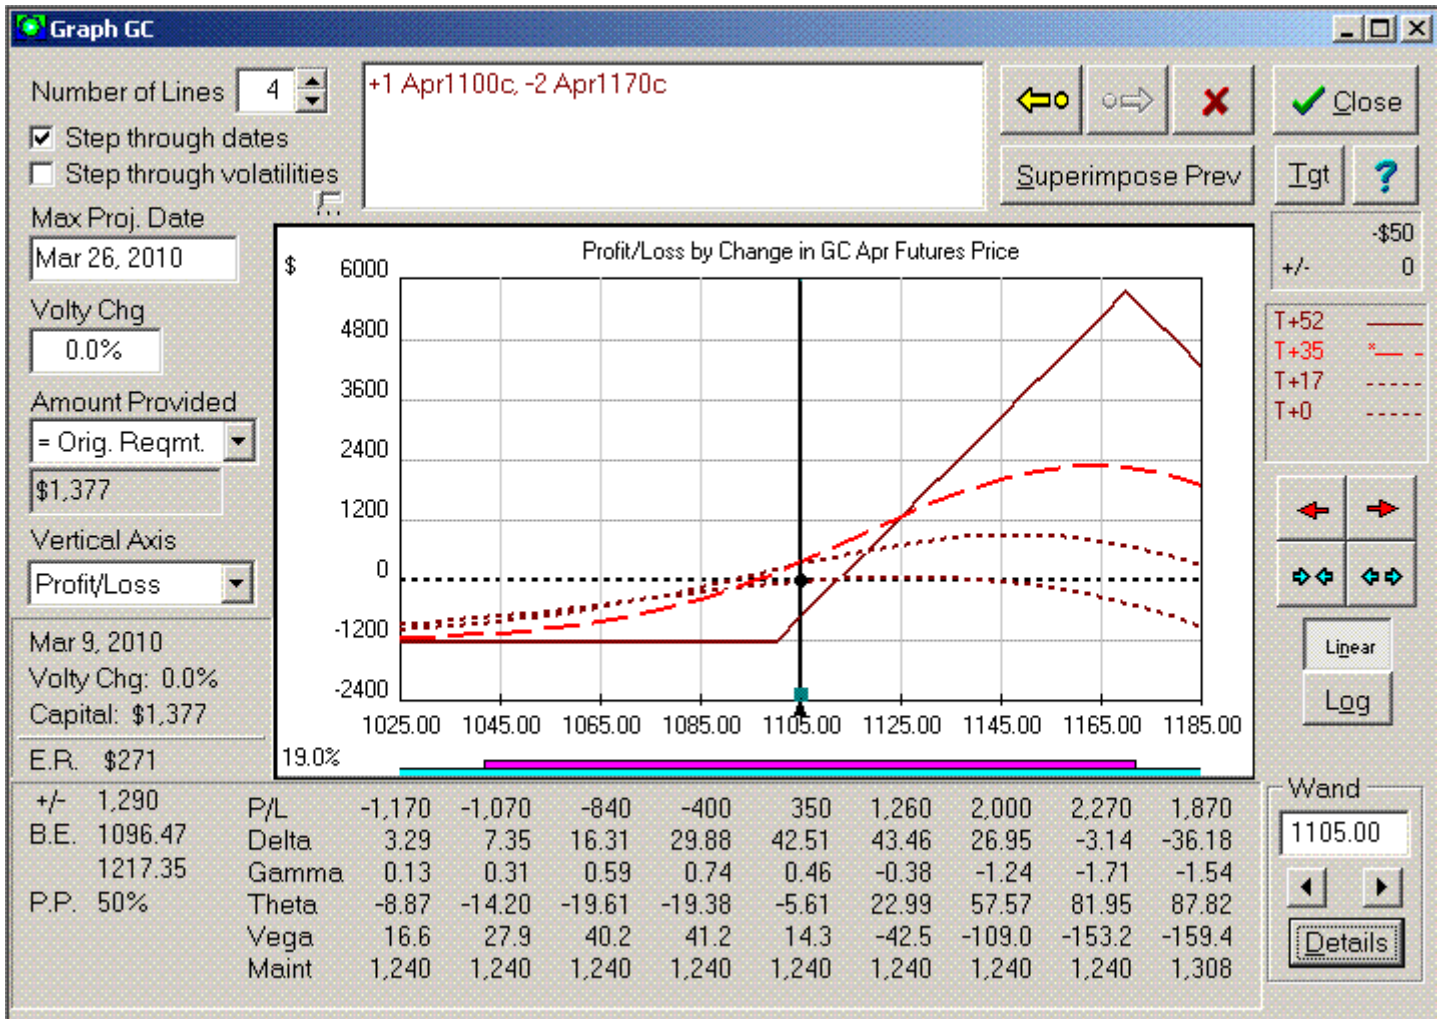 Graph GC
Number of Lines 4
Step through dates
Step through volatilities
+1 Apr1100c, -2 Apr1170c
Close
Superimpose Prev
Tgt
?
Max Proj. Date
Mar 26, 2010
Volty Chg
0.0%
Amount Provided
= Orig. Reqmt.
$1,377
Vertical Axis
Profit/Loss
Mar 9, 2010
Volty Chg: 0.0%
Capital: $1,377
E.R. $271
Profit/Loss by Change in GC Apr Futures Price
$
6000
4800
3600
2400
1200
0
-1200
-2400
1025.00 1045.00 1065.00 1085.00 1105.00 1125.00 1145.00 1165.00 1185.00
19.0%
-$50
+/- 0
T+52
T+35
T+17
T+0
Linear
Log
+/- 1,290
B.E. 1096.47
1217.35
P.P. 50%
P/L -1,170 -1,070 -840 -400 350 1,260 2,000 2,270 1,870
Delta 3.29 7.35 16.31 29.88 42.51 43.46 26.95 -3.14 -36.18
Gamma 0.13 0.31 0.59 0.74 0.46 -0.38 -1.24 -1.71 -1.54
Theta -8.87 -14.20 -19.61 -19.38 -5.61 22.99 57.57 81.95 87.82
Vega 16.6 27.9 40.2 41.2 14.3 -42.5 -109.0 -153.2 -159.4
Maint 1,240 1,240 1,240 1,240 1,240 1,240 1,240 1,240 1,308
Wand
1105.00
Details